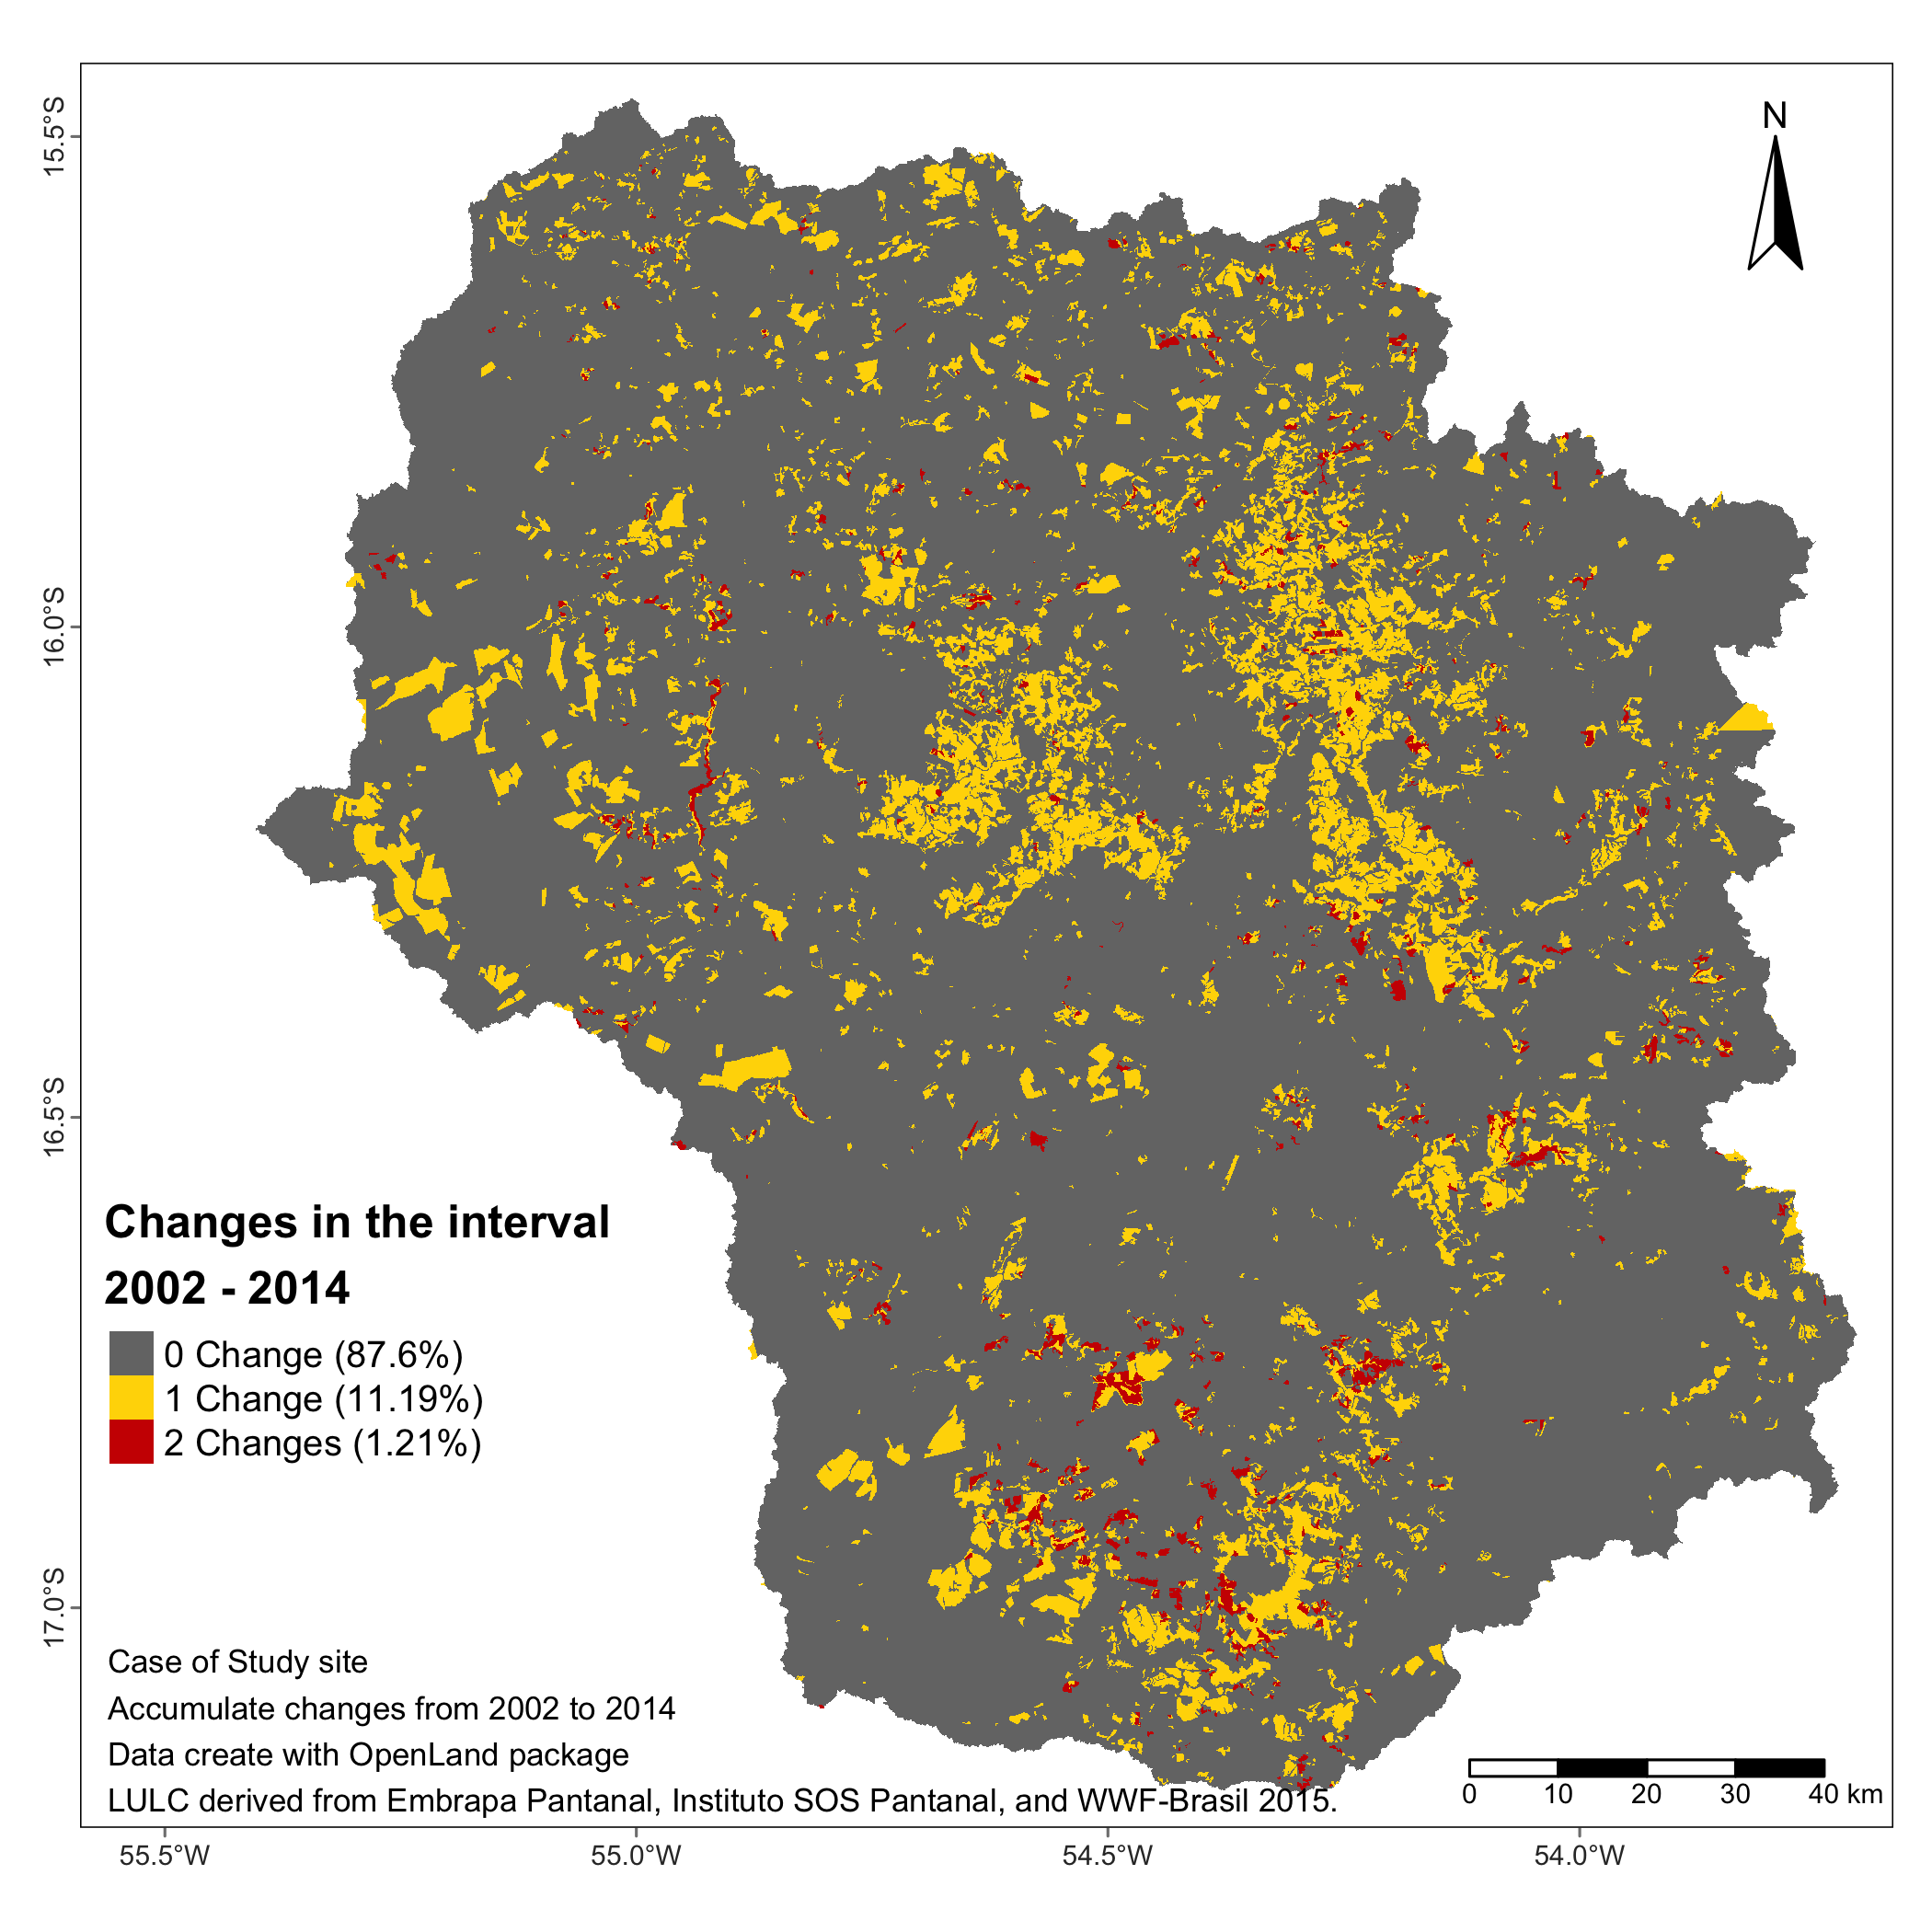 N
15.5°S
16.0°S
16.5°S
17.0°S
Changes in the interval
2002 - 2014
0 Change (87.6%)
1 Change (11.19%)
2 Changes (1.21%)
Case of Study site
Accumulate changes from 2002 to 2014
Data create with OpenLand package
LULC derived from Embrapa Pantanal, Instituto SOS Pantanal, and WWF-Brasil 2015.
0 10 20 30 40 km
55.5°W 55.0°W 54.5°W 54.0°W